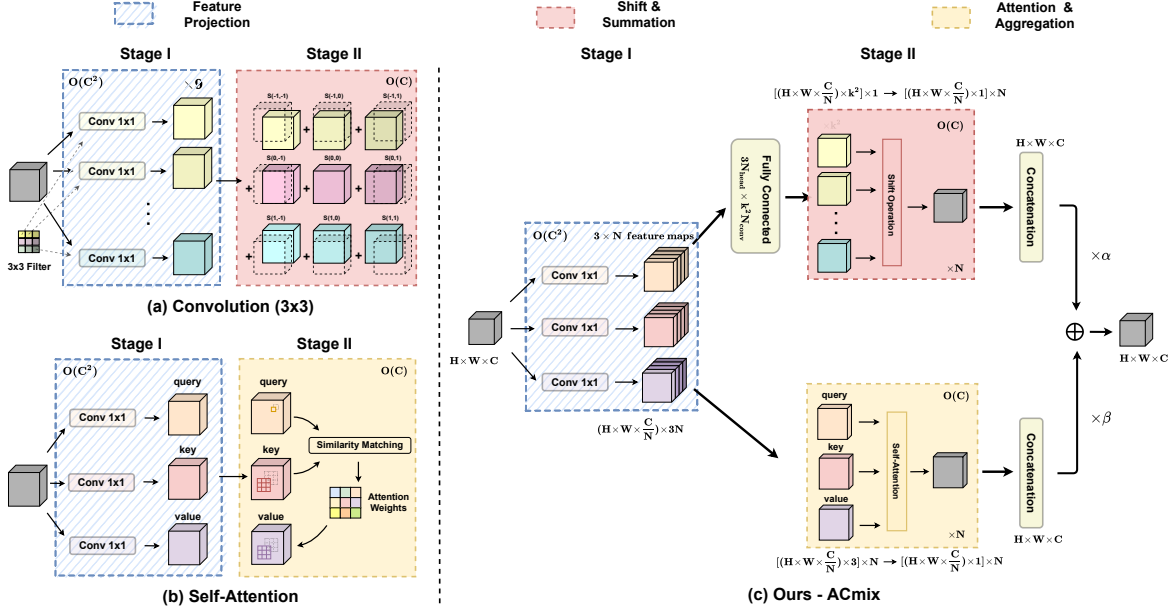 Feature
Projection
Shift &
Summation
Attention &
Aggregation
Stage I
Stage II
O(C²)
×9
Conv 1x1
Conv 1x1
Conv 1x1
3x3 Filter
O(C)
S(-1,-1)
S(-1,0)
S(-1,1)
+ +
S(0,-1)
S(0,0)
S(0,1)
+ + +
S(1,-1)
S(1,0)
S(1,1)
+ + +
(a) Convolution (3x3)
Stage I
Stage II
O(C²)
query
Conv 1x1
key
Conv 1x1
value
Conv 1x1
O(C)
query
Similarity Matching
key
Attention
Weights
value
(b) Self-Attention
Stage I
Stage II
H×W×C
O(C²)
3 × N feature maps
Conv 1x1
Conv 1x1
Conv 1x1
(H×W×C/N)×3N
Fully Connected
3N_head × k²N_conv
[(H×W×C/N)×k²]×1 → [(H×W×C/N)×1]×N
×k²
O(C)
Shift Operation
×N
H×W×C
Concatenation
×α
O(C)
query
key
value
Self-Attention
×N
[(H×W×C/N)×3]×N → [(H×W×C/N)×1]×N
Concatenation
H×W×C
×β
H×W×C
(c) Ours - ACmix